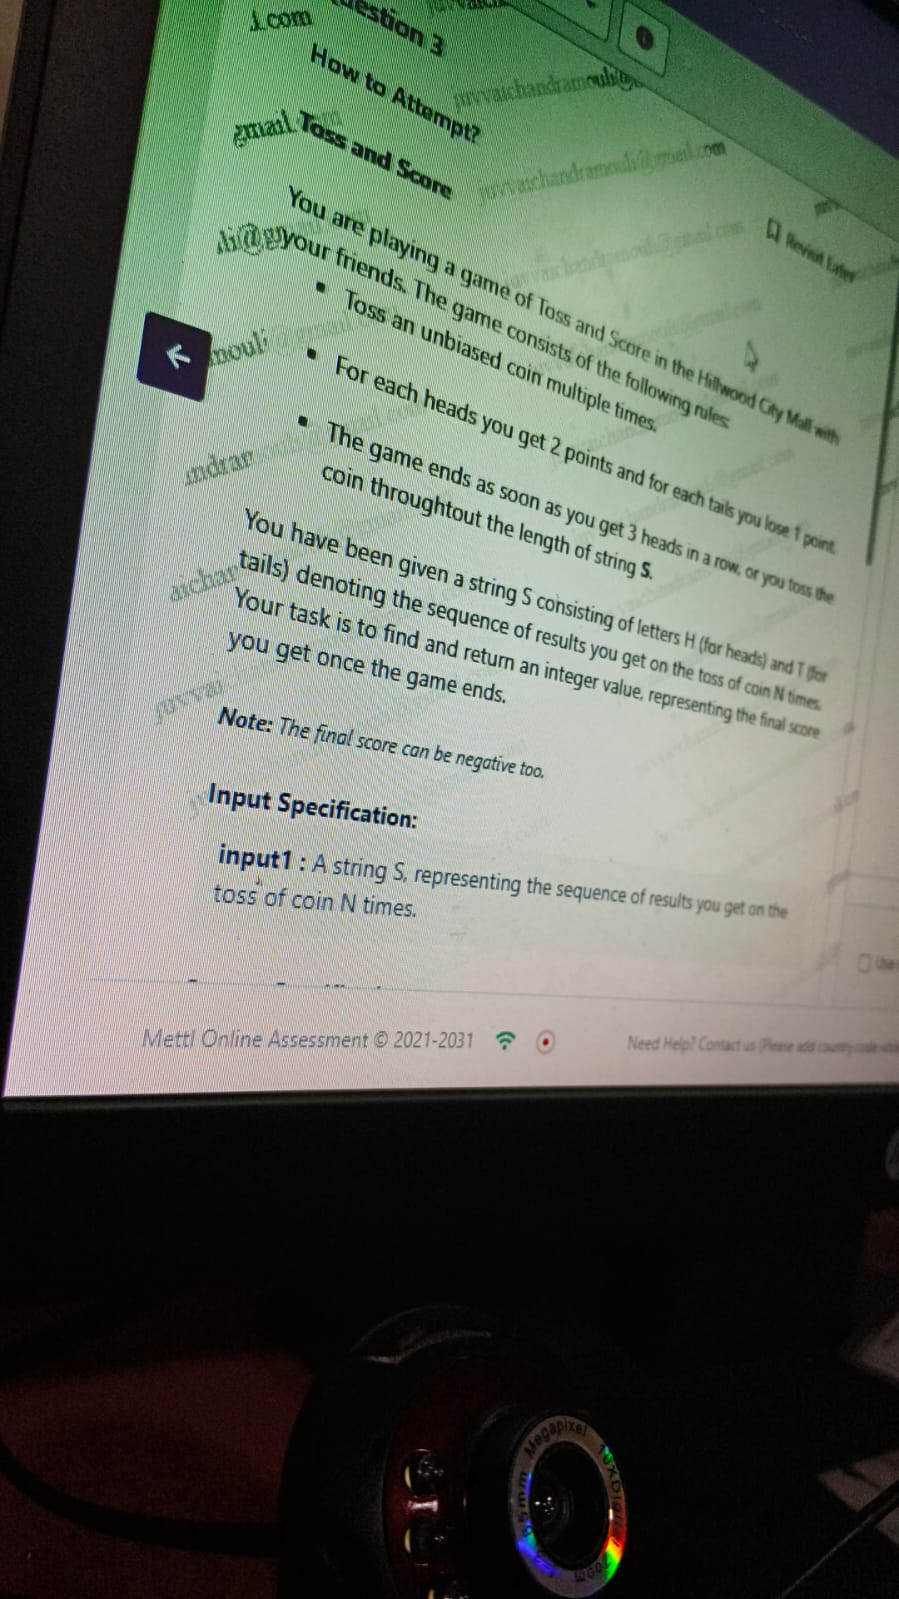 .i.com
uestion 3
How to Attempt?
juvvaichandramouli@
gmail.
Toss and Score
juvvaichandramouli@gmail.com
Revisit Later
You are playing a game of Toss and Score in the Hillwood City Mall with
your friends. The game consists of the following rules:
Toss an unbiased coin multiple times.
For each heads you get 2 points and for each tails you lose 1 point.
The game ends as soon as you get 3 heads in a row, or you toss the
coin throughtout the length of string S.
You have been given a string S consisting of letters H (for heads) and T (for
tails) denoting the sequence of results you get on the toss of coin N times.
Your task is to find and return an integer value, representing the final score
you get once the game ends.
Note: The final score can be negative too.
Input Specification:
input1 : A string S, representing the sequence of results you get on the
toss of coin N times.
Mettl Online Assessment © 2021-2031
Need Help? Contact us (Please add country code
Megapixel